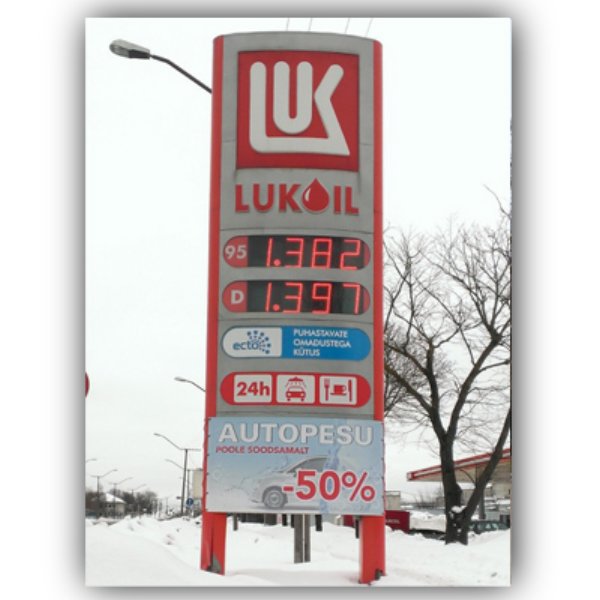 LUK
LUKOIL
95 1.382
D 1.397
ecto
PUHASTAVATE
OMADUSTEGA
KÜTUS
24h
AUTOPESU
POOLE SOODSAMALT
-50%